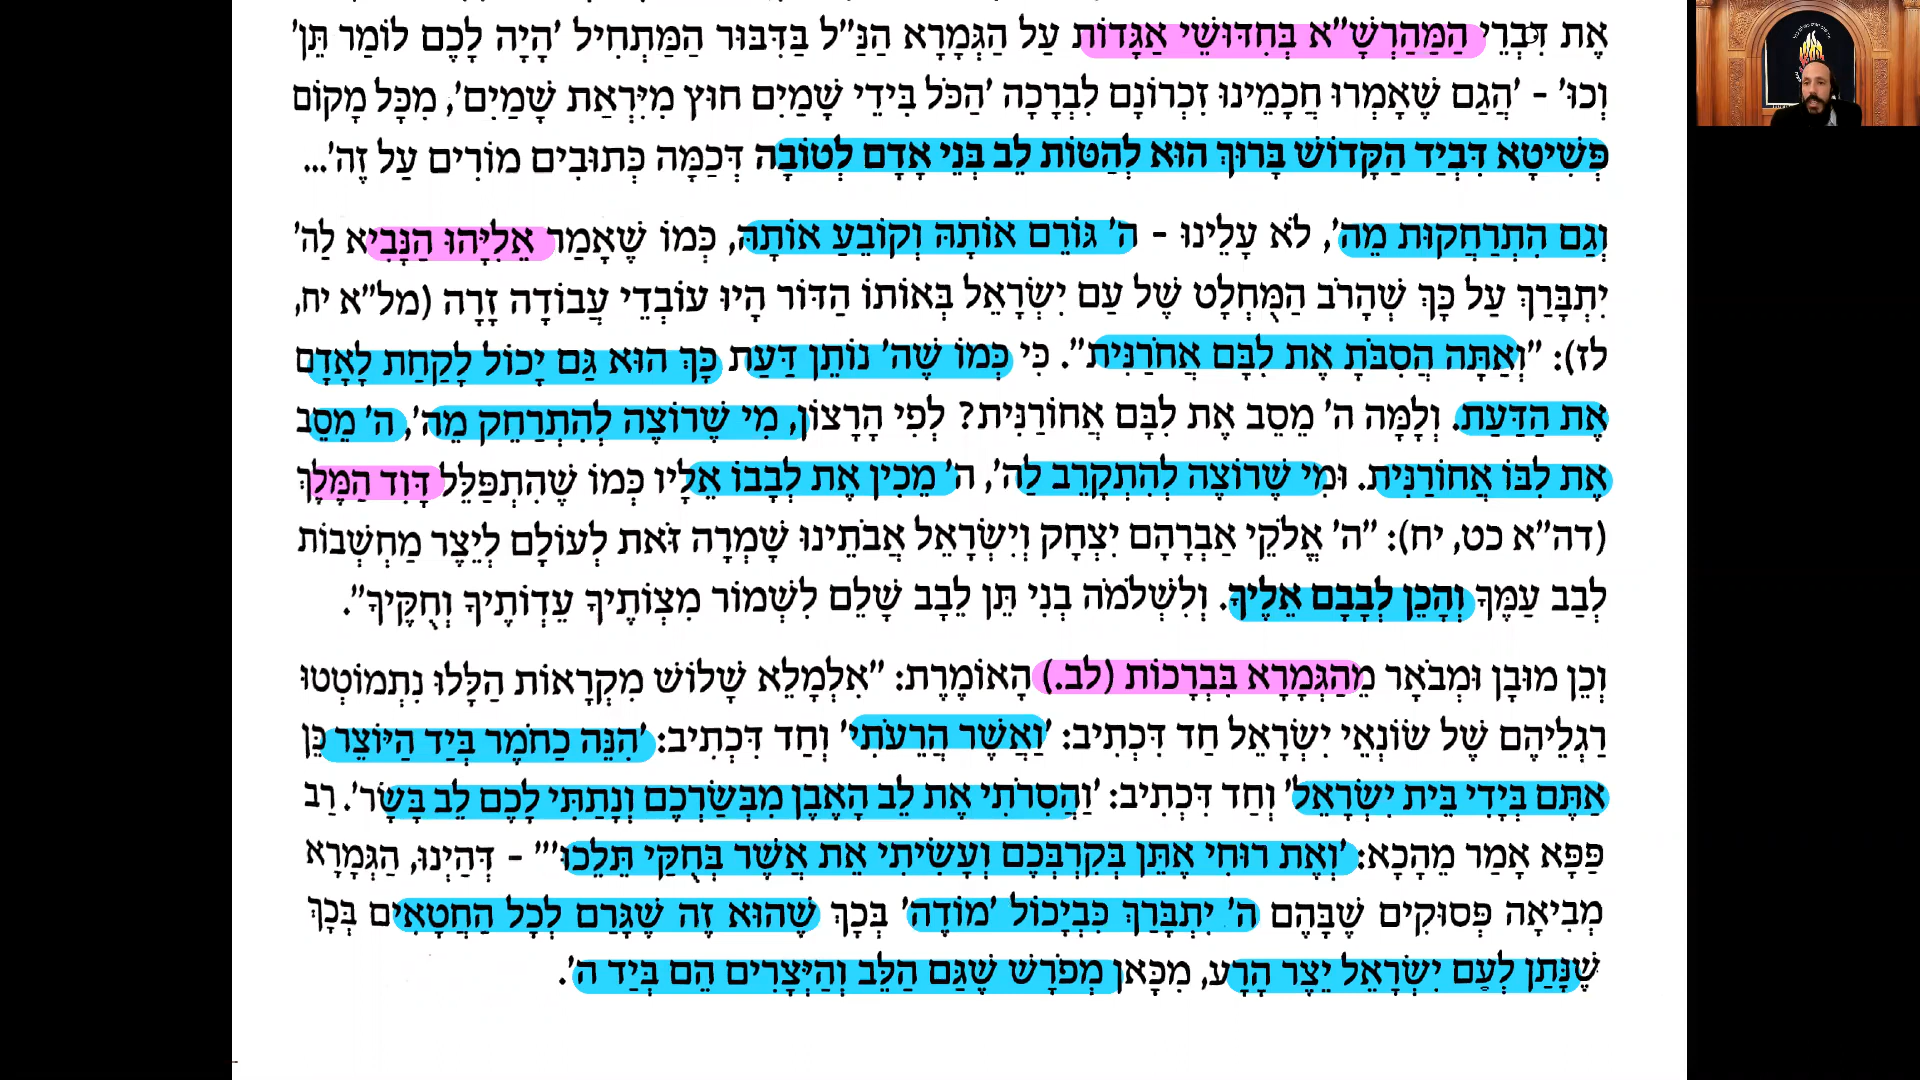 אֶת דִּבְרֵי הַמַּהַרְשָׁ"א בְּחִדּוּשֵׁי אַגָּדוֹת עַל הַגְּמָרָא הַנַּ"ל בַּדִּבּוּר הַמַּתְחִיל 'הָיָה לָכֶם לוֹמַר תֵּן'
וְכוּ' - 'הֲגַם שֶׁאָמְרוּ חֲכָמֵינוּ זִכְרוֹנָם לִבְרָכָה 'הַכֹּל בִּידֵי שָׁמַיִם חוּץ מִיִּרְאַת שָׁמַיִם', מִכָּל מָקוֹם
פְּשִׁיטָא דִּבְיַד הַקָּדוֹשׁ בָּרוּךְ הוּא לְהַטּוֹת לֵב בְּנֵי אָדָם לְטוֹבָה דְּכַמָּה כְּתוּבִים מוֹרִים עַל זֶה'...
וְגַם הִתְרַחֲקוּת מֵה', לֹא עָלֵינוּ - ה' גּוֹרֵם אוֹתָהּ וְקוֹבֵעַ אוֹתָהּ, כְּמוֹ שֶׁאָמַר אֵלִיָּהוּ הַנָּבִיא לַה'
יִתְבָּרַךְ עַל כָּךְ שֶׁהָרֹב הַמֻּחְלָט שֶׁל עַם יִשְׂרָאֵל בְּאוֹתוֹ הַדּוֹר הָיוּ עוֹבְדֵי עֲבוֹדָה זָרָה (מל"א יח,
לז): "וְאַתָּה הֲסִבֹּתָ אֶת לִבָּם אֲחֹרַנִּית". כִּי כְּמוֹ שֶׁה' נוֹתֵן דַּעַת כָּךְ הוּא גַּם יָכוֹל לָקַחַת לָאָדָם
אֶת הַדַּעַת. וְלָמָּה ה' מֵסֵב אֶת לִבָּם אֲחוֹרַנִּית? לְפִי הָרָצוֹן, מִי שֶׁרוֹצֶה לְהִתְרַחֵק מֵה', ה' מֵסֵב
אֶת לִבּוֹ אֲחוֹרַנִּית. וּמִי שֶׁרוֹצֶה לְהִתְקָרֵב לַה', ה' מֵכִין אֶת לְבָבוֹ אֵלָיו כְּמוֹ שֶׁהִתְפַּלֵּל דָּוִד הַמֶּלֶךְ
(דה"א כט, יח): "ה' אֱלֹקֵי אַבְרָהָם יִצְחָק וְיִשְׂרָאֵל אֲבֹתֵינוּ שָׁמְרָה זֹּאת לְעוֹלָם לְיֵצֶר מַחְשְׁבוֹת
לְבַב עַמֶּךָ וְהָכֵן לְבָבָם אֵלֶיךָ. וְלִשְׁלֹמֹה בְנִי תֵּן לֵבָב שָׁלֵם לִשְׁמוֹר מִצְוֹתֶיךָ עֵדְוֹתֶיךָ וְחֻקֶּיךָ".
וְכֵן מוּבָן וּמְבֹאָר מֵהַגְּמָרָא בִּבְרָכוֹת (לב.) הָאוֹמֶרֶת: "אִלְמָלֵא שָׁלוֹשׁ מִקְרָאוֹת הַלָּלוּ נִתְמוֹטְטוּ
רַגְלֵיהֶם שֶׁל שׂוֹנְאֵי יִשְׂרָאֵל חַד דִּכְתִיב: 'וַאֲשֶׁר הֲרֵעֹתִי' וְחַד דִּכְתִיב: 'הִנֵּה כַחֹמֶר בְּיַד הַיּוֹצֵר כֵּן
אַתֶּם בְּיָדִי בֵּית יִשְׂרָאֵל' וְחַד דִּכְתִיב: 'וַהֲסִרֹתִי אֶת לֵב הָאֶבֶן מִבְּשַׂרְכֶם וְנָתַתִּי לָכֶם לֵב בָּשָׂר'. רַב
פַּפָּא אָמַר מֵהָכָא: 'וְאֶת רוּחִי אֶתֵּן בְּקִרְבְּכֶם וְעָשִׂיתִי אֵת אֲשֶׁר בְּחֻקַּי תֵּלֵכוּ'" - דְּהַיְנוּ, הַגְּמָרָא
מְבִיאָה פְּסוּקִים שֶׁבָּהֶם ה' יִתְבָּרַךְ כִּבְיָכוֹל 'מוֹדֶה' בְּכָךְ שֶׁהוּא זֶה שֶׁגָּרַם לְכָל הַחֲטָאִים בְּכָךְ
שֶׁנָּתַן לְעַם יִשְׂרָאֵל יֵצֶר הָרָע, מִכָּאן מְפֹרָשׁ שֶׁגַּם הַלֵּב וְהַיְּצָרִים הֵם בְּיַד ה'.